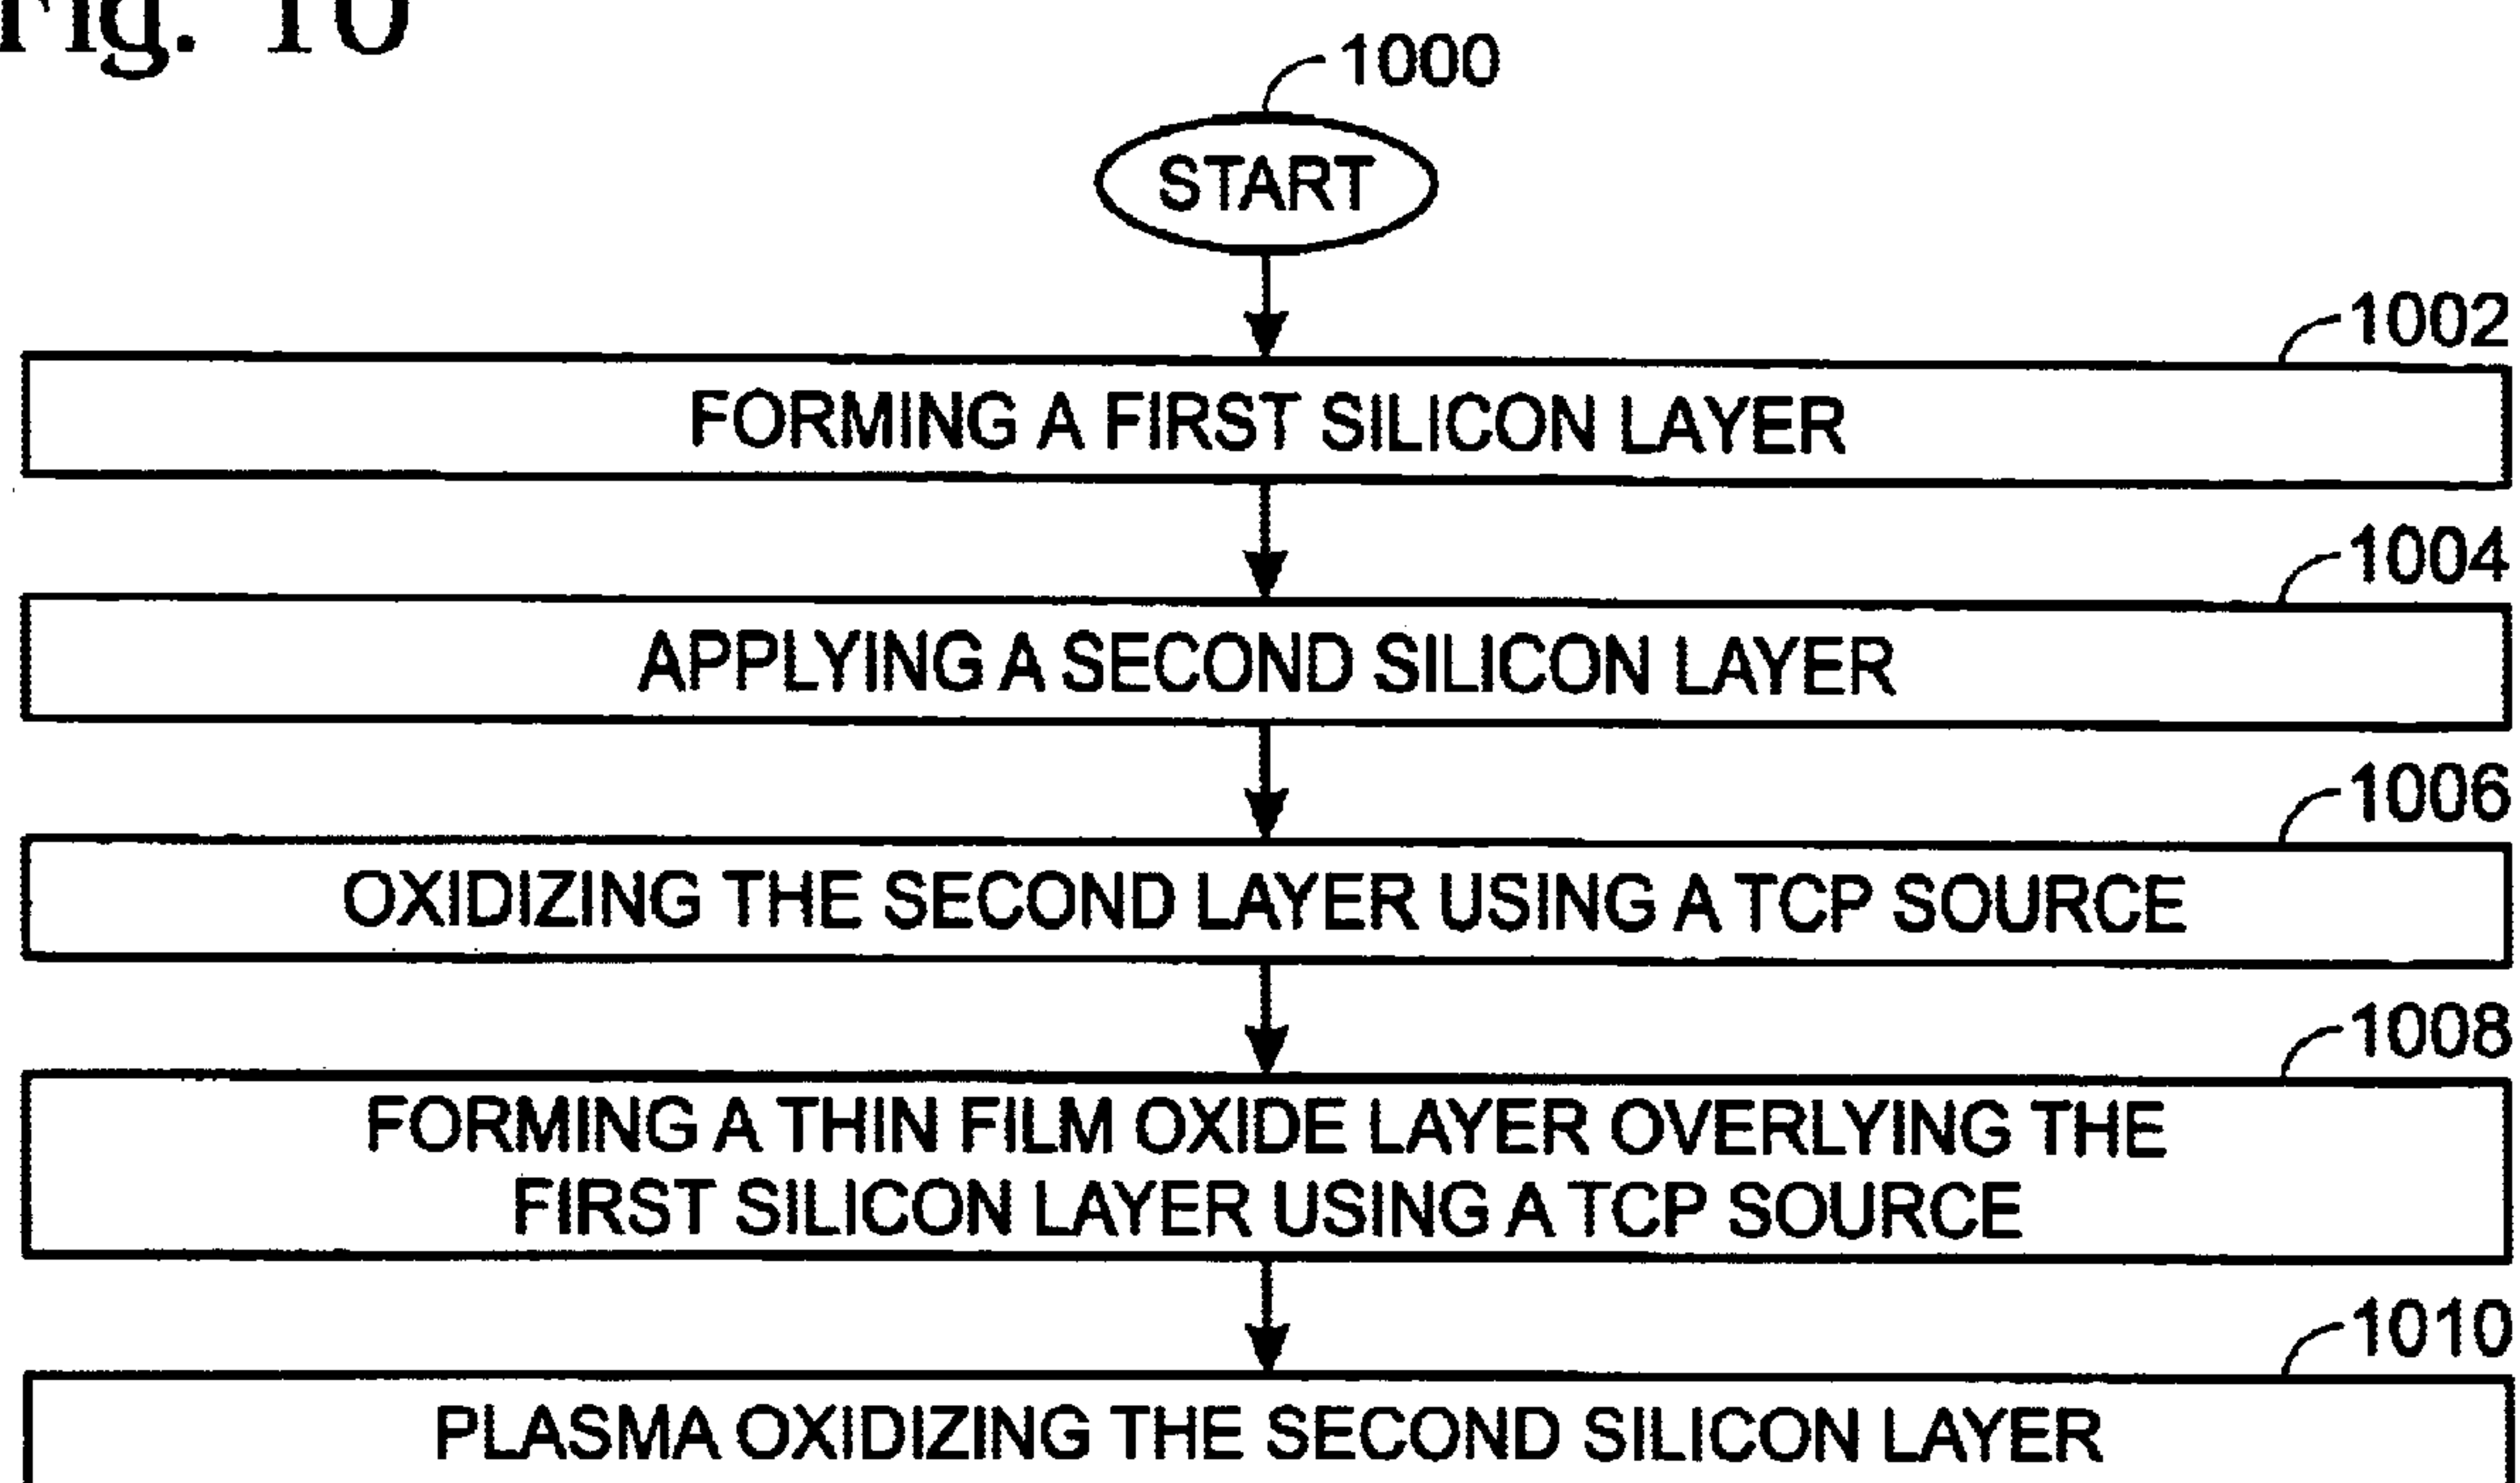 Fig. 10
1000
START
1002
FORMING A FIRST SILICON LAYER
1004
APPLYING A SECOND SILICON LAYER
1006
OXIDIZING THE SECOND LAYER USING A TCP SOURCE
1008
FORMING A THIN FILM OXIDE LAYER OVERLYING THE
FIRST SILICON LAYER USING A TCP SOURCE
1010
PLASMA OXIDIZING THE SECOND SILICON LAYER